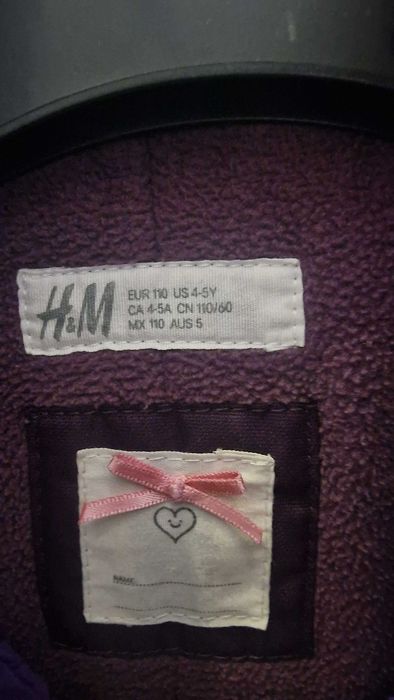 H&M
EUR 110 US 4-5Y
CA 4-5A CN 110/60
MX 110 AUS 5
NAME: